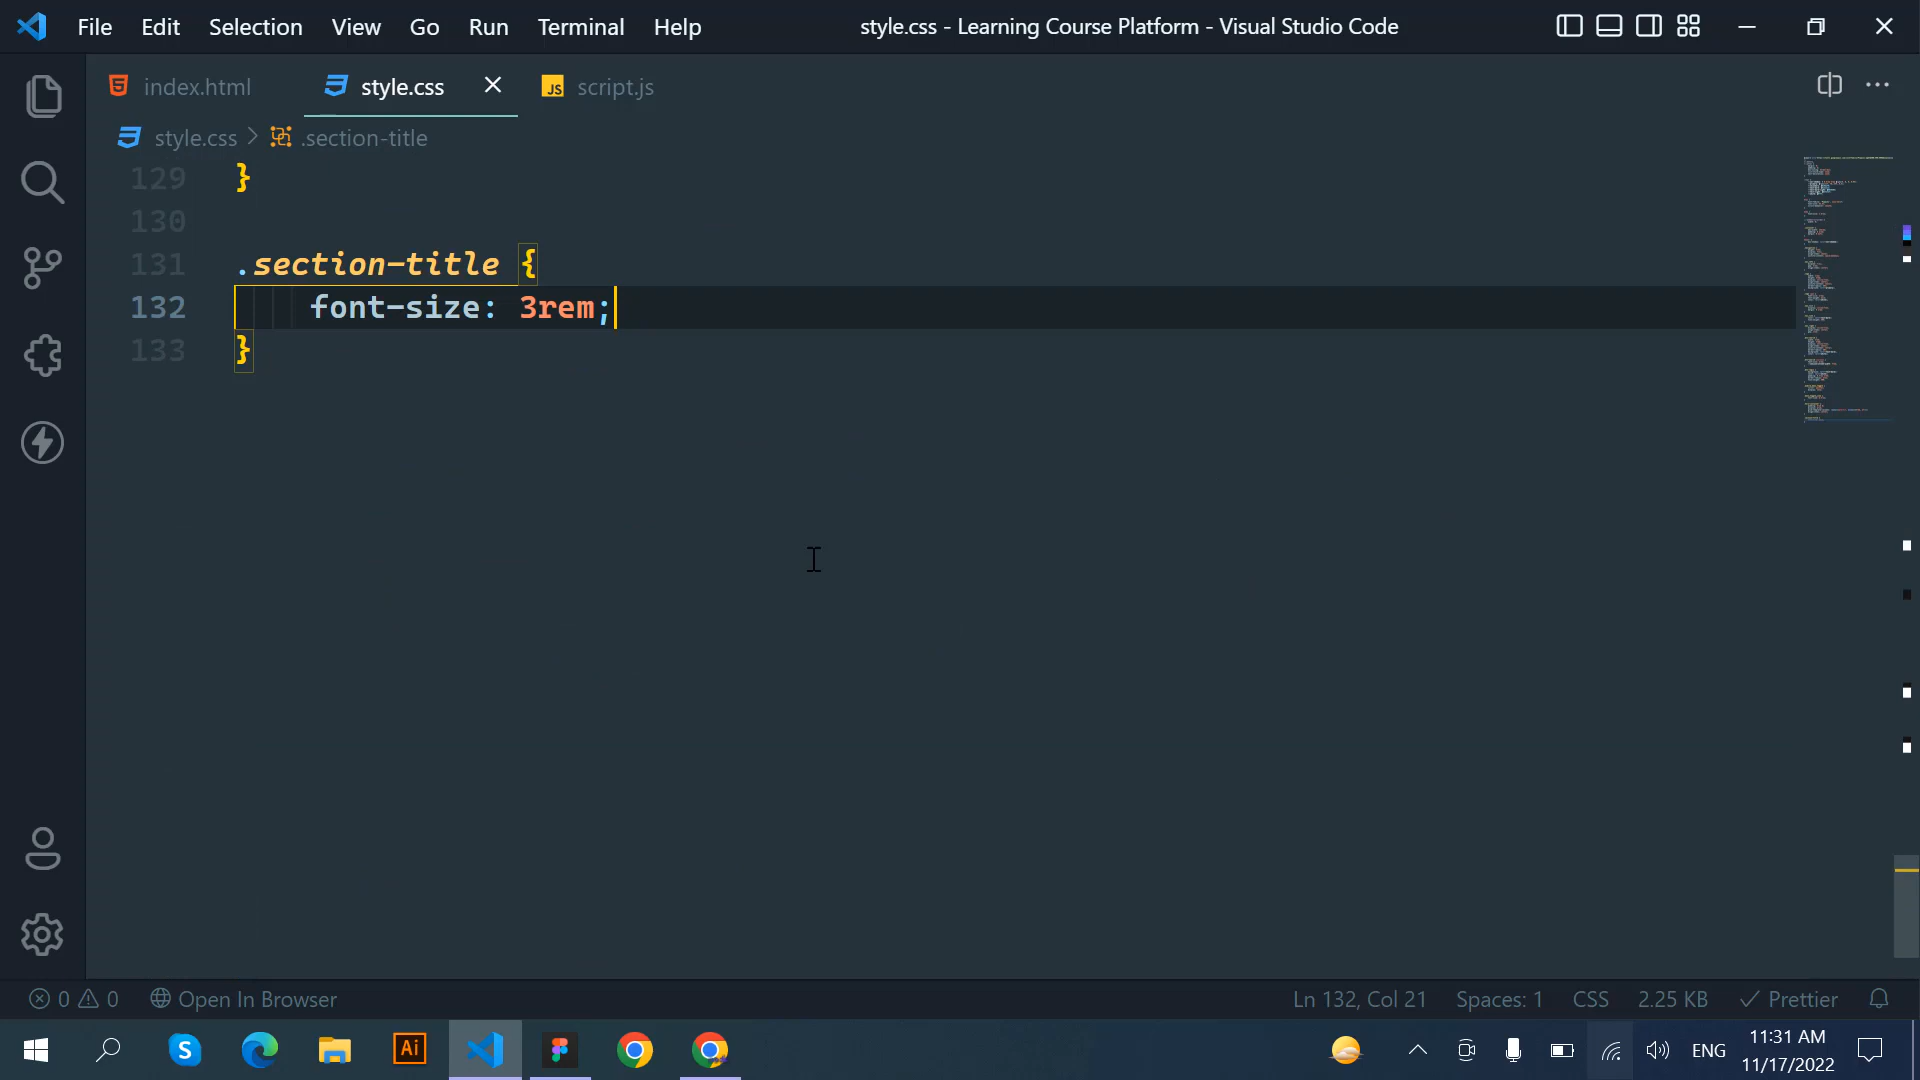 File Edit Selection View Go Run Terminal Help style.css - Learning Course Platform - Visual Studio Code
index.html style.css JS script.js
style.css > .section-title
129 }
130
131 .section-title {
132 font-size: 3rem;
133 }
0 0 Open In Browser Ln 132, Col 21 Spaces: 1 CSS 2.25 KB Prettier
S Ai ENG 11:31 AM
11/17/2022